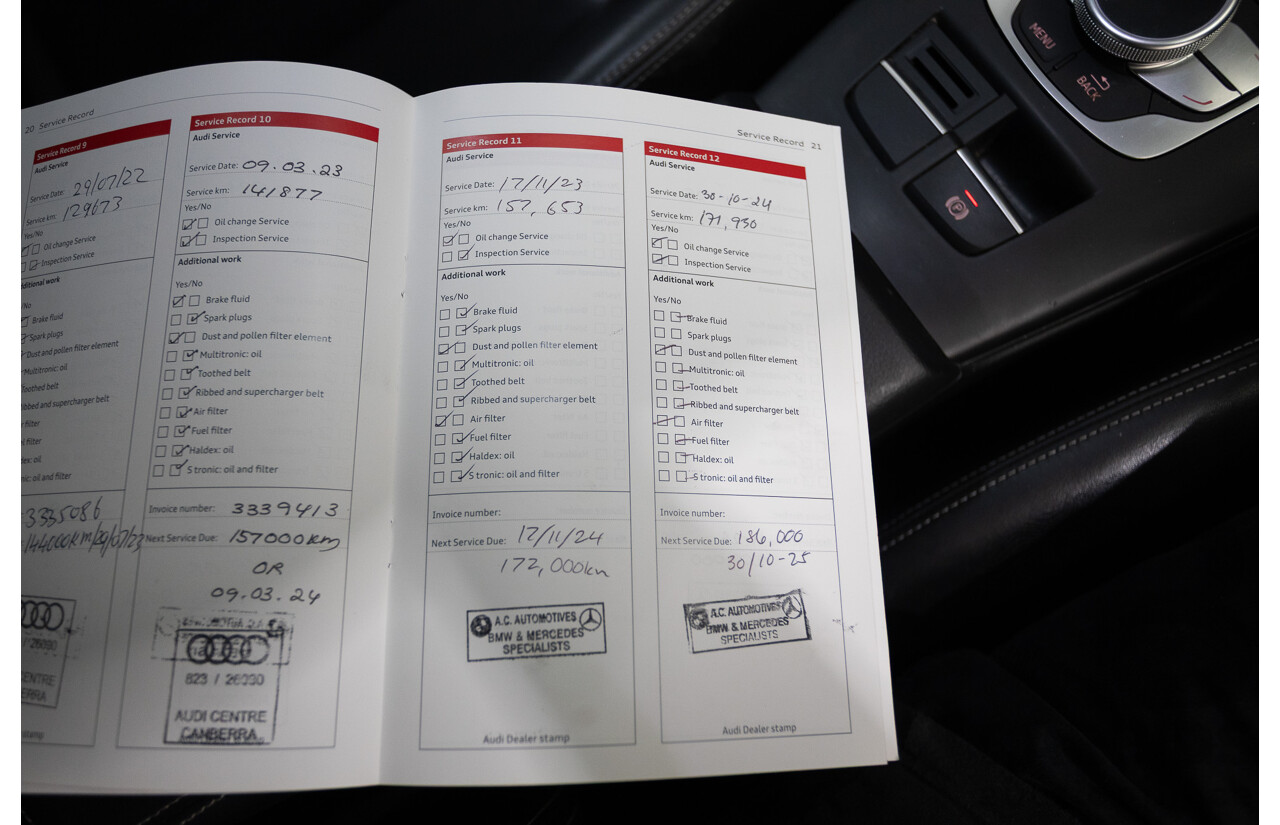 20 Service Record
Service Record 9
Audi Service
Service Date: 29/07/22
Service km: 129673
Yes/No
Oil change Service
Inspection Service
Additional work
Yes/No
Brake fluid
Spark plugs
Dust and pollen filter element
Multitronic: oil
Toothed belt
Ribbed and supercharger belt
filter
filter
oil
oil and filter
3335086
144000km/29/07/23
26090
CENTRE
stamp
Service Record 10
Audi Service
Service Date: 09.03.23
Service km: 141877
Yes/No
Oil change Service
Inspection Service
Additional work
Yes/No
Brake fluid
Spark plugs
Dust and pollen filter element
Multitronic: oil
Toothed belt
Ribbed and supercharger belt
Air filter
Fuel filter
Haldex: oil
S tronic: oil and filter
Invoice number: 3339413
Next Service Due: 157000km
OR
09.03.24
AUDI CENTRE
CANBERRA
Service Record 21
Service Record 11
Audi Service
Service Date: 17/11/23
Service km: 157,653
Yes/No
Oil change Service
Inspection Service
Additional work
Yes/No
Brake fluid
Spark plugs
Dust and pollen filter element
Multitronic: oil
Toothed belt
Ribbed and supercharger belt
Air filter
Fuel filter
Haldex: oil
S tronic: oil and filter
Invoice number:
Next Service Due: 17/11/24
172,000km
A.C. AUTOMOTIVES
BMW & MERCEDES
SPECIALISTS
Audi Dealer stamp
Service Record 12
Audi Service
Service Date: 30-10-24
Service km: 171,930
Yes/No
Oil change Service
Inspection Service
Additional work
Yes/No
Brake fluid
Spark plugs
Dust and pollen filter element
Multitronic: oil
Toothed belt
Ribbed and supercharger belt
Air filter
Fuel filter
Haldex: oil
S tronic: oil and filter
Invoice number:
Next Service Due: 186,000
30/10-25
A.C. AUTOMOTIVES
BMW & MERCEDES
SPECIALISTS
Audi Dealer stamp
MENU
BACK
P